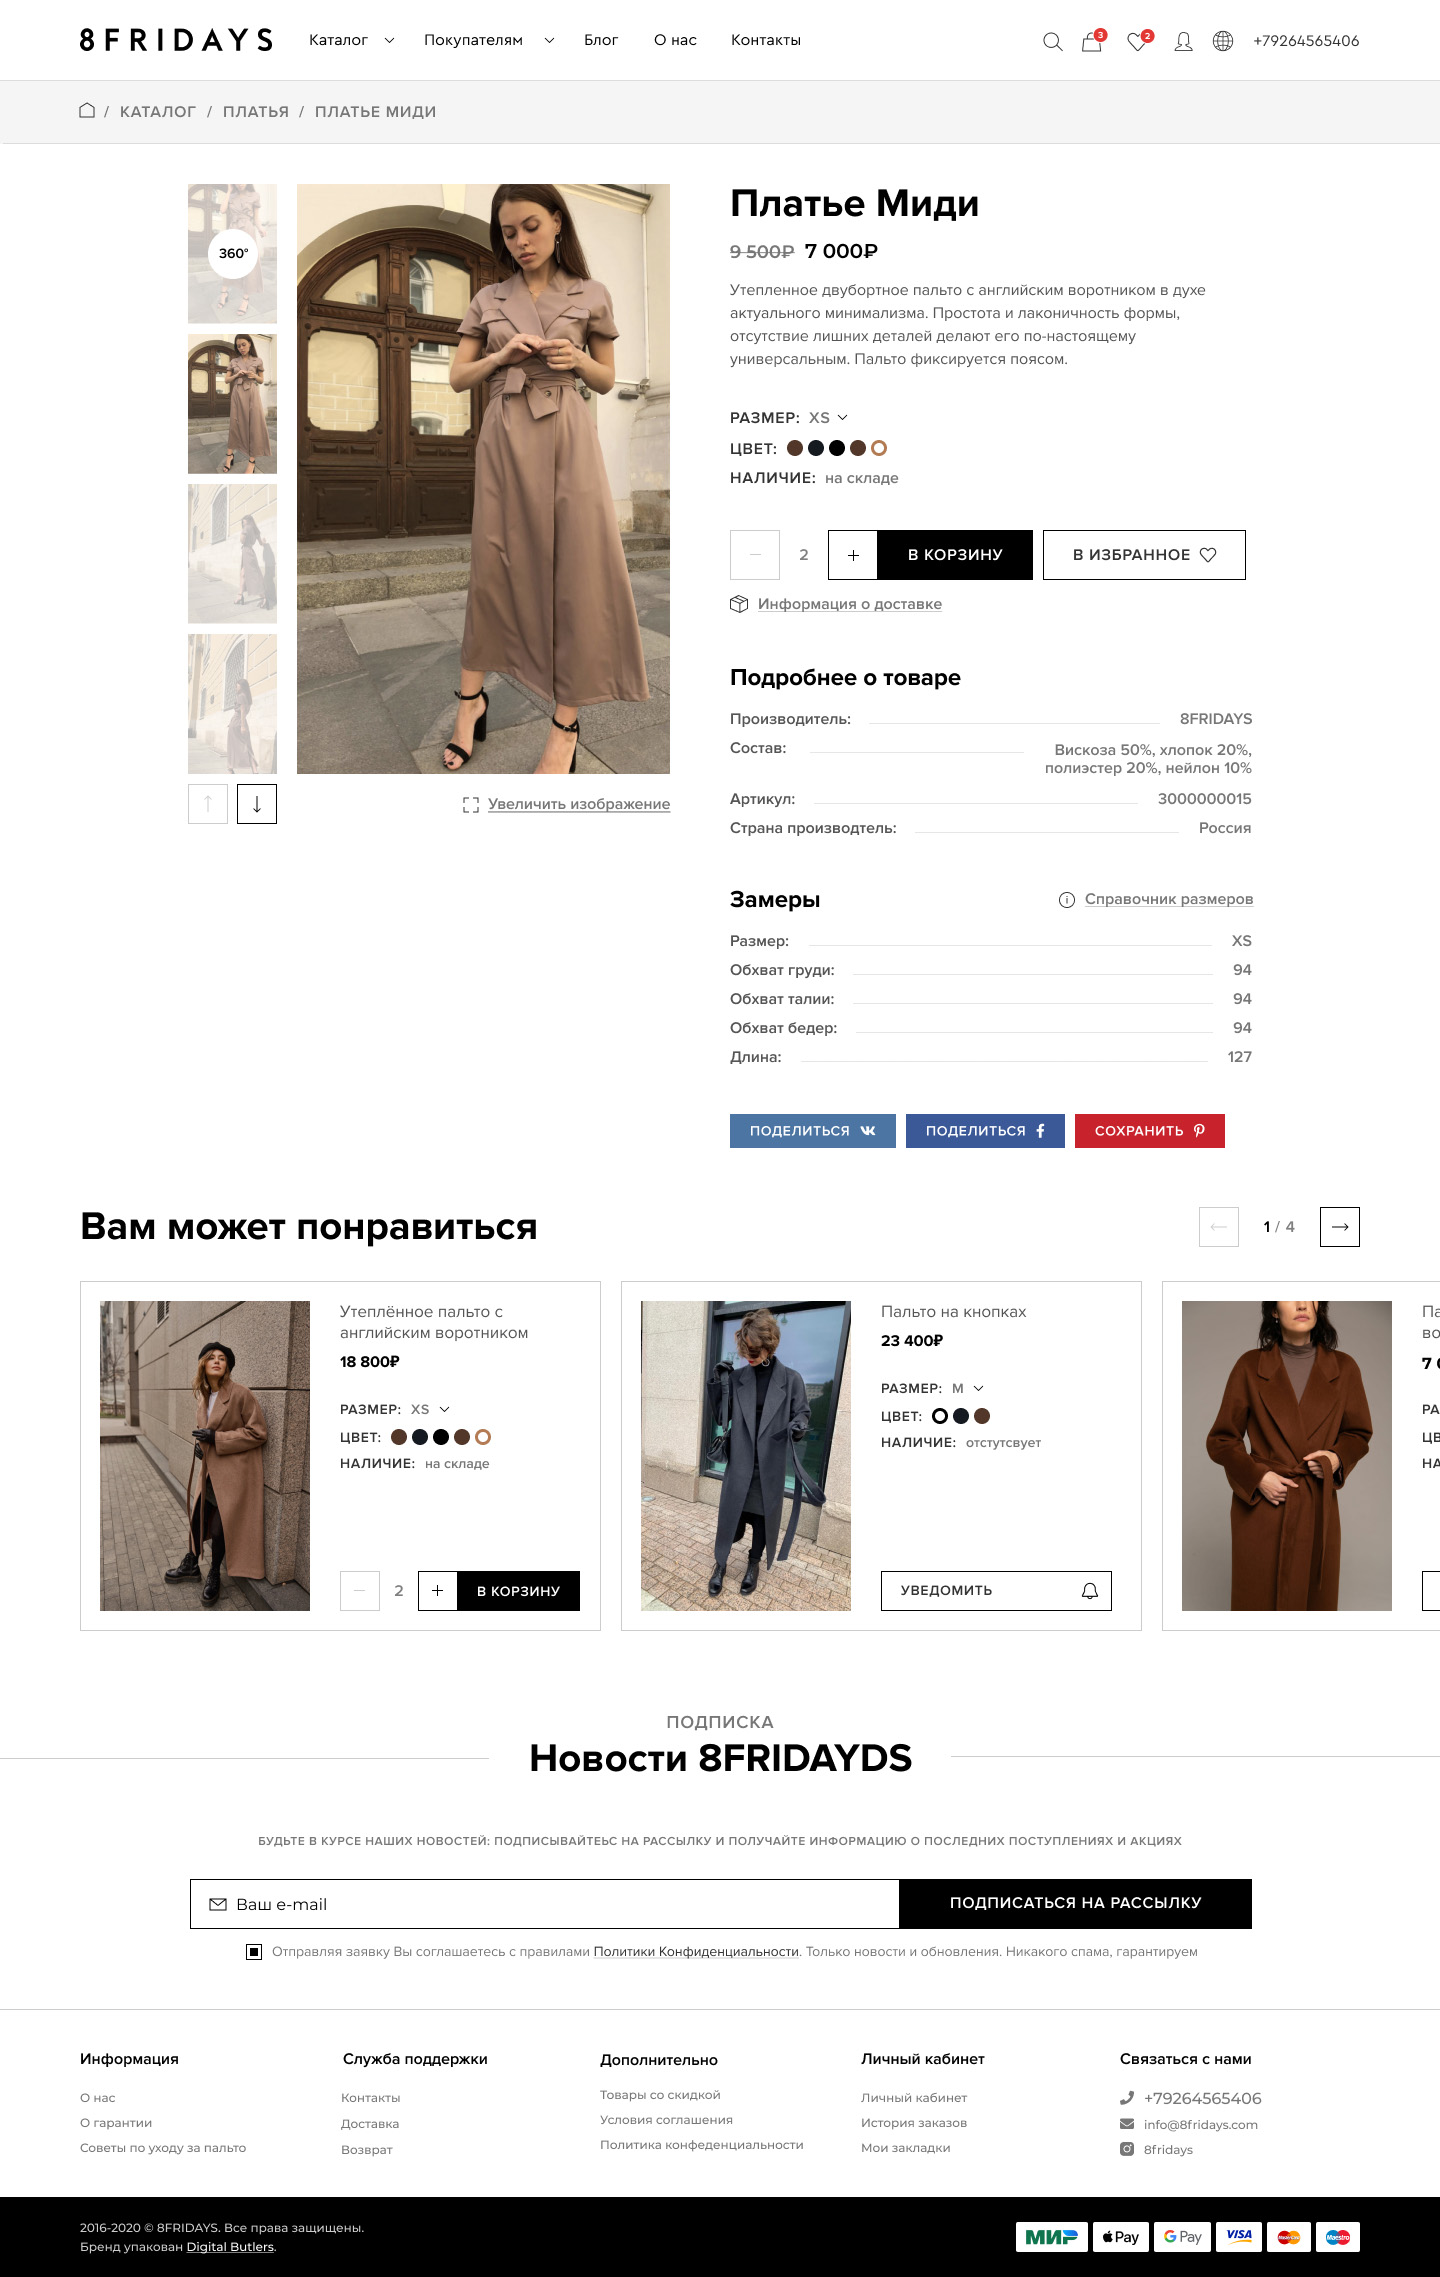 8FRIDAYS
Каталог
Покупателям
Блог
О нас
Контакты
3
2
+79264565406
/ КАТАЛОГ / ПЛАТЬЯ / ПЛАТЬЕ МИДИ
360°
Увеличить изображение
Платье Миди
9 500₽ 7 000₽
Утепленное двубортное пальто с английским воротником в духе
актуального минимализма. Простота и лаконичность формы,
отсутствие лишних деталей делают его по-настоящему
универсальным. Пальто фиксируется поясом.
РАЗМЕР: XS
ЦВЕТ:
НАЛИЧИЕ: на складе
2
В КОРЗИНУ
В ИЗБРАННОЕ
Информация о доставке
Подробнее о товаре
Производитель: 8FRIDAYS
Состав: Вискоза 50%, хлопок 20%,
полиэстер 20%, нейлон 10%
Артикул: 3000000015
Страна производтель: Россия
Замеры
Справочник размеров
Размер: XS
Обхват груди: 94
Обхват талии: 94
Обхват бедер: 94
Длина: 127
ПОДЕЛИТЬСЯ
ПОДЕЛИТЬСЯ
СОХРАНИТЬ
Вам может понравиться
1 / 4
Утеплённое пальто с
английским воротником
18 800₽
РАЗМЕР: XS
ЦВЕТ:
НАЛИЧИЕ: на складе
2
В КОРЗИНУ
Пальто на кнопках
23 400₽
РАЗМЕР: M
ЦВЕТ:
НАЛИЧИЕ: отстутсвует
УВЕДОМИТЬ
ПОДПИСКА
Новости 8FRIDAYDS
БУДЬТЕ В КУРСЕ НАШИХ НОВОСТЕЙ: ПОДПИСЫВАЙТЕЬС НА РАССЫЛКУ И ПОЛУЧАЙТЕ ИНФОРМАЦИЮ О ПОСЛЕДНИХ ПОСТУПЛЕНИЯХ И АКЦИЯХ
Ваш e-mail
ПОДПИСАТЬСЯ НА РАССЫЛКУ
Отправляя заявку Вы соглашаетесь с правилами Политики Конфиденциальности. Только новости и обновления. Никакого спама, гарантируем
Информация
О нас
О гарантии
Советы по уходу за пальто
Служба поддержки
Контакты
Доставка
Возврат
Дополнительно
Товары со скидкой
Условия соглашения
Политика конфеденциальности
Личный кабинет
Личный кабинет
История заказов
Мои закладки
Связаться с нами
+79264565406
info@8fridays.com
8fridays
2016-2020 © 8FRIDAYS. Все права защищены.
Бренд упакован Digital Butlers.
МИР
Pay
G Pay
VISA
MasterCard
Maestro